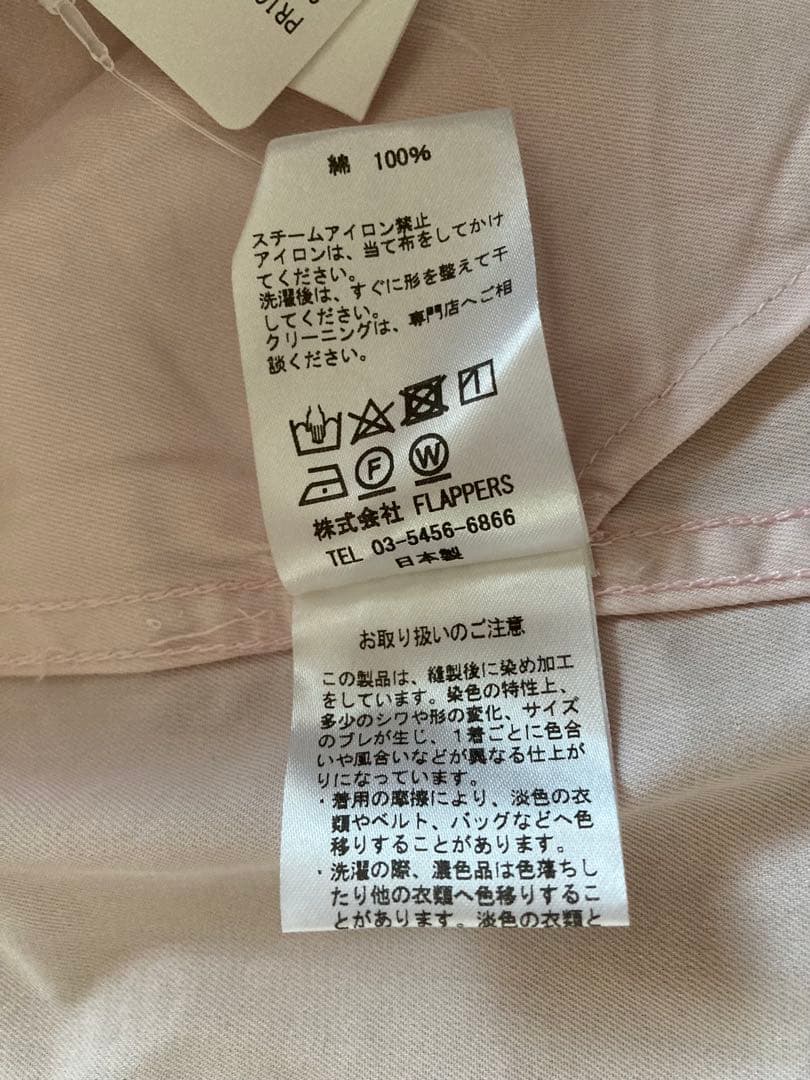 PRIC
綿 100%
スチームアイロン禁止
アイロンは、当て布をしてかけ
てください。
洗濯後は、すぐに形を整えて干
してください。
クリーニングは、専門店へご相
談ください。
F W
株式会社 FLAPPERS
TEL 03-5456-6866
日本製
お取り扱いのご注意
この製品は、縫製後に染め加工
をしています。染色の特性上、
多少のシワや形の変化、サイズ
のブレが生じ、1着ごとに色合
いや風合いなどが異なる仕上が
りになっています。
・着用の摩擦により、淡色の衣
類やベルト、バッグなどへ色
移りすることがあります。
・洗濯の際、濃色品は色落ちし
たり他の衣類へ色移りするこ
とがあります。淡色の衣類と